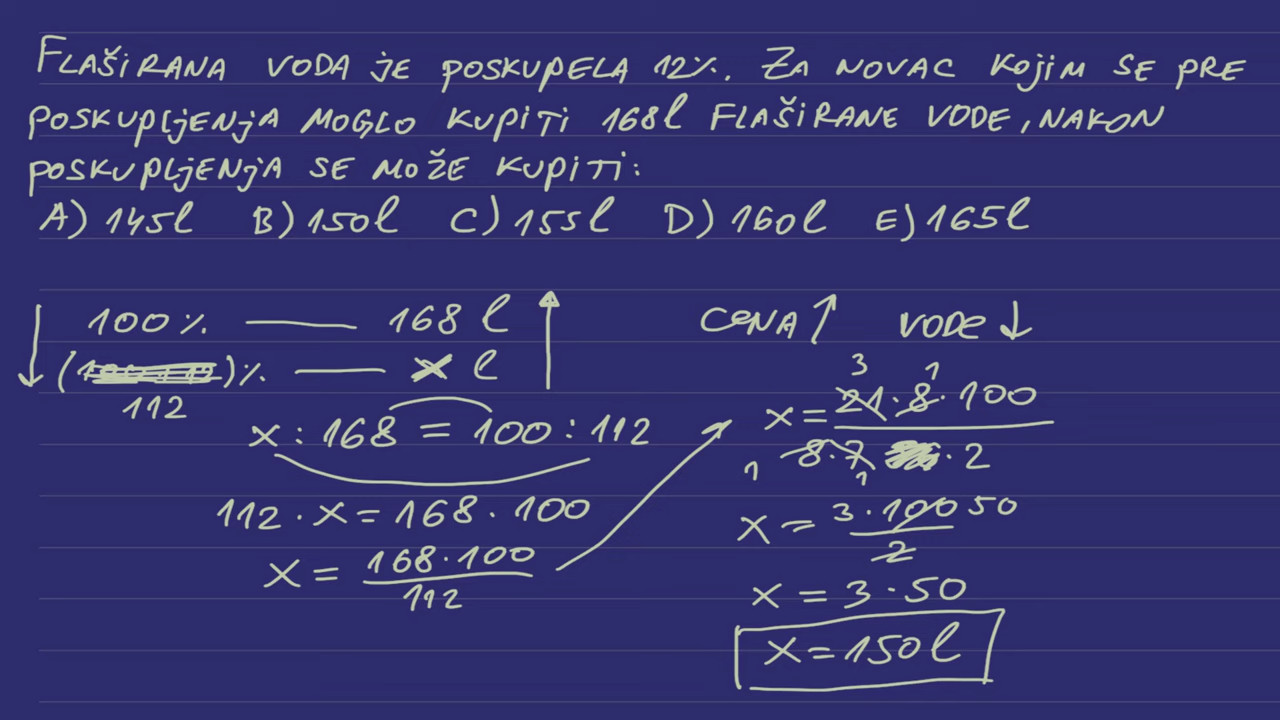 FLAŠIRANA VODA JE POSKUPELA 12%. ZA NOVAC KOJIM SE PRE
POSKUPLJENJA MOGLO KUPITI 168l FLAŠIRANE VODE, NAKON
POSKUPLJENJA SE MOŽE KUPITI:
A) 145l B) 150l C) 155l D) 160l E) 165l
↓ 100% — 168 l ↑
( )% — x l
112
x : 168 = 100 : 112
112 · x = 168 · 100
x = 168 · 100
112
CENA ↑ VODE ↓
3 1
x = 21 · 8 · 100
1 8 · 7 · 2
1
x = 3 · 100 50
2
x = 3 · 50
x = 150 l